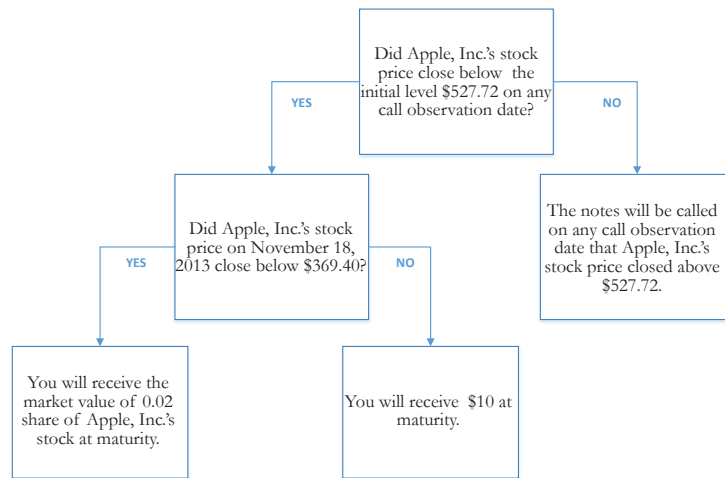 Did Apple, Inc.'s stock
price close below the
initial level $527.72 on any
call observation date?
YES
NO
Did Apple, Inc.'s stock
price on November 18,
2013 close below $369.40?
The notes will be called
on any call observation
date that Apple, Inc.'s
stock price closed above
$527.72.
YES
NO
You will receive the
market value of 0.02
share of Apple, Inc.'s
stock at maturity.
You will receive $10 at
maturity.